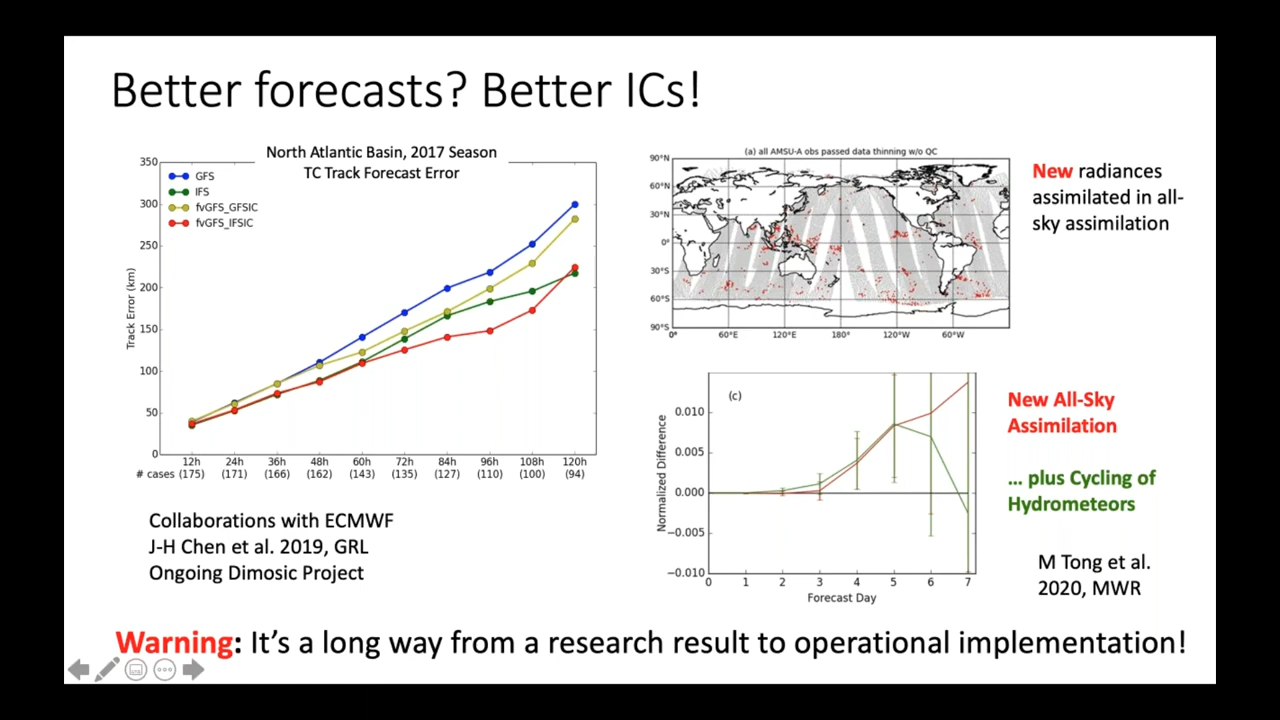 Better forecasts? Better ICs!
North Atlantic Basin, 2017 Season
TC Track Forecast Error
350
300
250
200
150
100
50
0
Track Error (km)
GFS
IFS
fvGFS_GFSIC
fvGFS_IFSIC
12h 24h 36h 48h 60h 72h 84h 96h 108h 120h
# cases (175) (171) (166) (162) (143) (135) (127) (110) (100) (94)
Collaborations with ECMWF
J-H Chen et al. 2019, GRL
Ongoing Dimosic Project
(a) all AMSU-A obs passed data thinning w/o QC
90°N
60°N
30°N
0°
30°S
60°S
90°S
0° 60°E 120°E 180° 120°W 60°W
New radiances
assimilated in all-
sky assimilation
(c)
0.010
0.005
0.000
−0.005
−0.010
Normalized Difference
0 1 2 3 4 5 6 7
Forecast Day
New All-Sky
Assimilation
... plus Cycling of
Hydrometeors
M Tong et al.
2020, MWR
Warning: It's a long way from a research result to operational implementation!